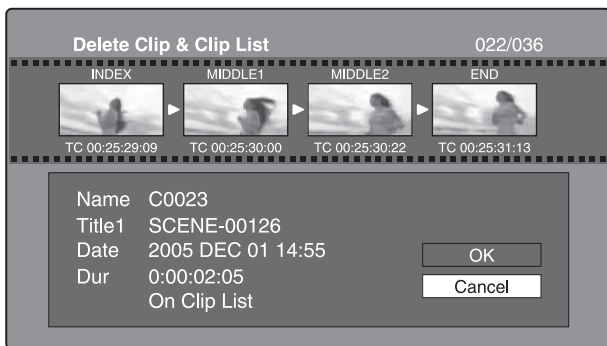 Delete Clip & Clip List 022/036
INDEX MIDDLE1 MIDDLE2 END
TC 00:25:29:09 TC 00:25:30:00 TC 00:25:30:22 TC 00:25:31:13
Name C0023
Title1 SCENE-00126
Date 2005 DEC 01 14:55
Dur 0:00:02:05
On Clip List
OK
Cancel